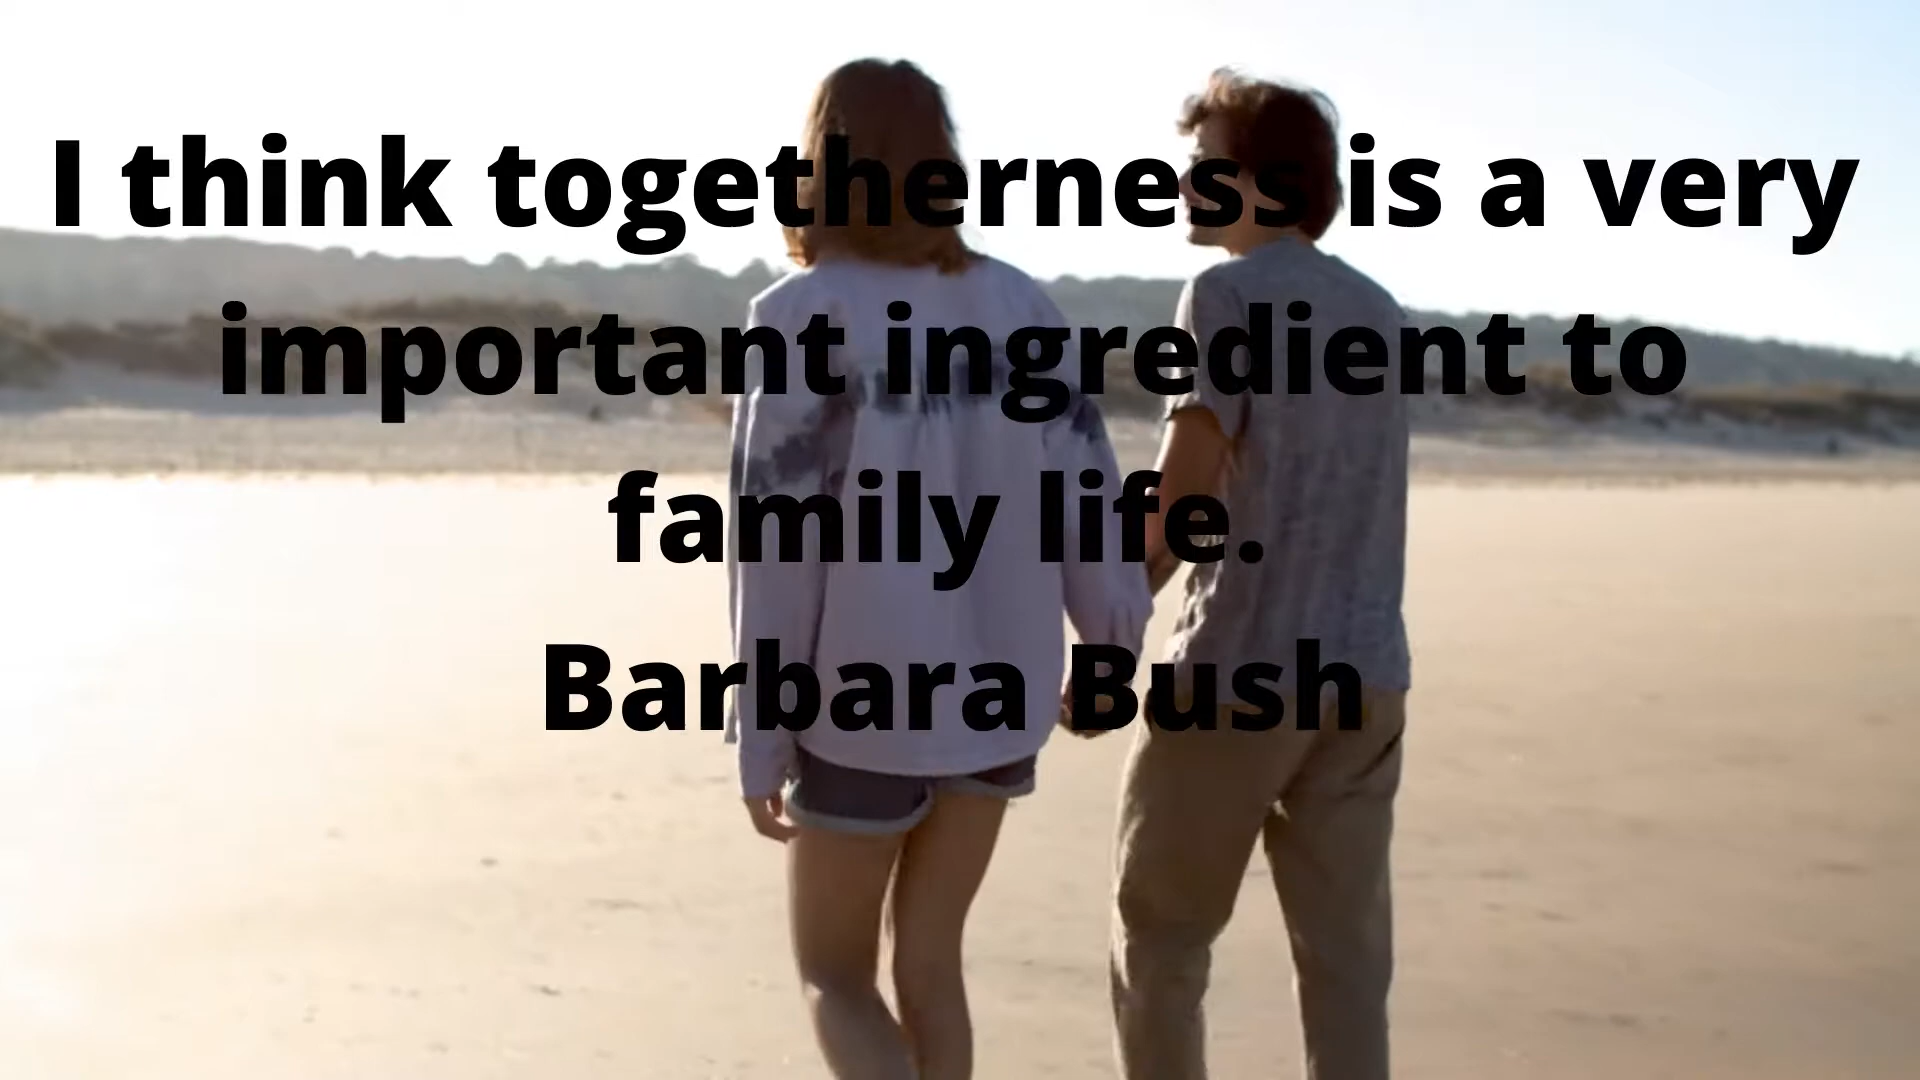 I think togetherness is a very
important ingredient to
family life.
Barbara Bush